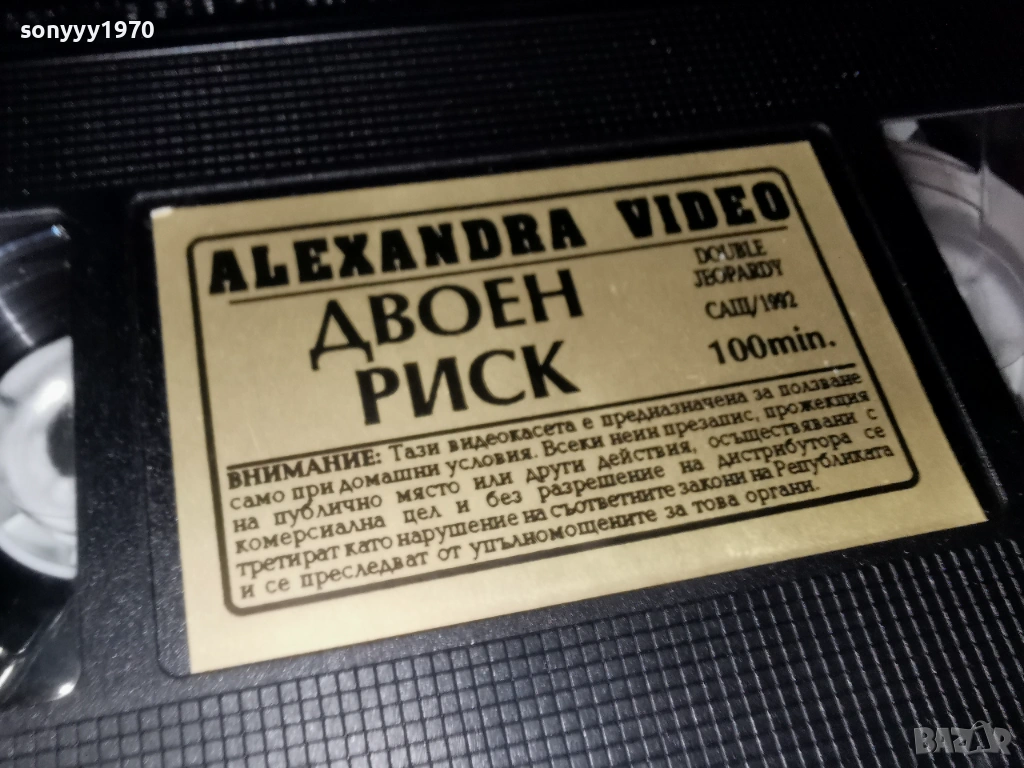 sonyyy1970
ALEXANDRA VIDEO
ДВОЕН
РИСК
DOUBLE
JEOPARDY
САЩ/1992
100min.
ВНИМАНИЕ: Тази видеокасета е предназначена за ползване
само при домашни условия. Всеки неин презапис, прожекция
на публично място или други действия, осъществявани с
комерсиална цел и без разрешение на дистрибутора се
третират като нарушение на съответните закони на Републиката
и се преследват от упълномощените за това органи.
BAZAR